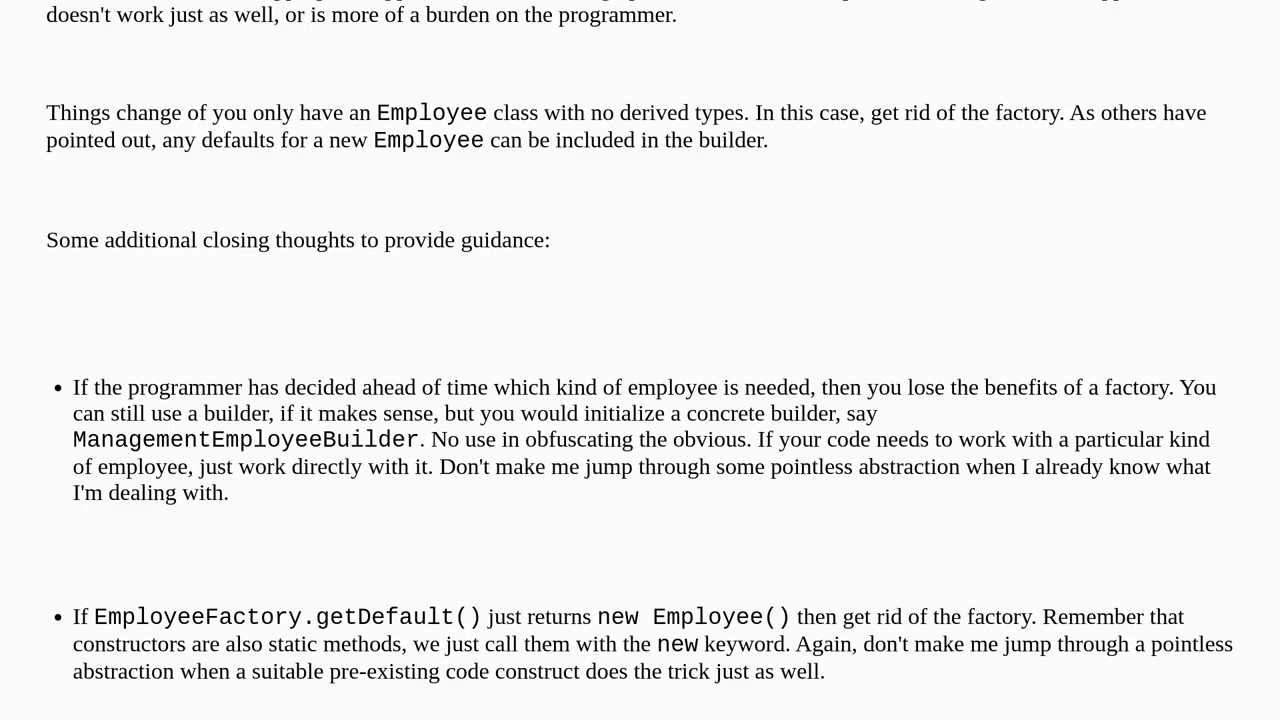 doesn't work just as well, or is more of a burden on the programmer.
Things change of you only have an Employee class with no derived types. In this case, get rid of the factory. As others have
pointed out, any defaults for a new Employee can be included in the builder.
Some additional closing thoughts to provide guidance:
• If the programmer has decided ahead of time which kind of employee is needed, then you lose the benefits of a factory. You
can still use a builder, if it makes sense, but you would initialize a concrete builder, say
ManagementEmployeeBuilder. No use in obfuscating the obvious. If your code needs to work with a particular kind
of employee, just work directly with it. Don't make me jump through some pointless abstraction when I already know what
I'm dealing with.
• If EmployeeFactory.getDefault() just returns new Employee() then get rid of the factory. Remember that
constructors are also static methods, we just call them with the new keyword. Again, don't make me jump through a pointless
abstraction when a suitable pre-existing code construct does the trick just as well.